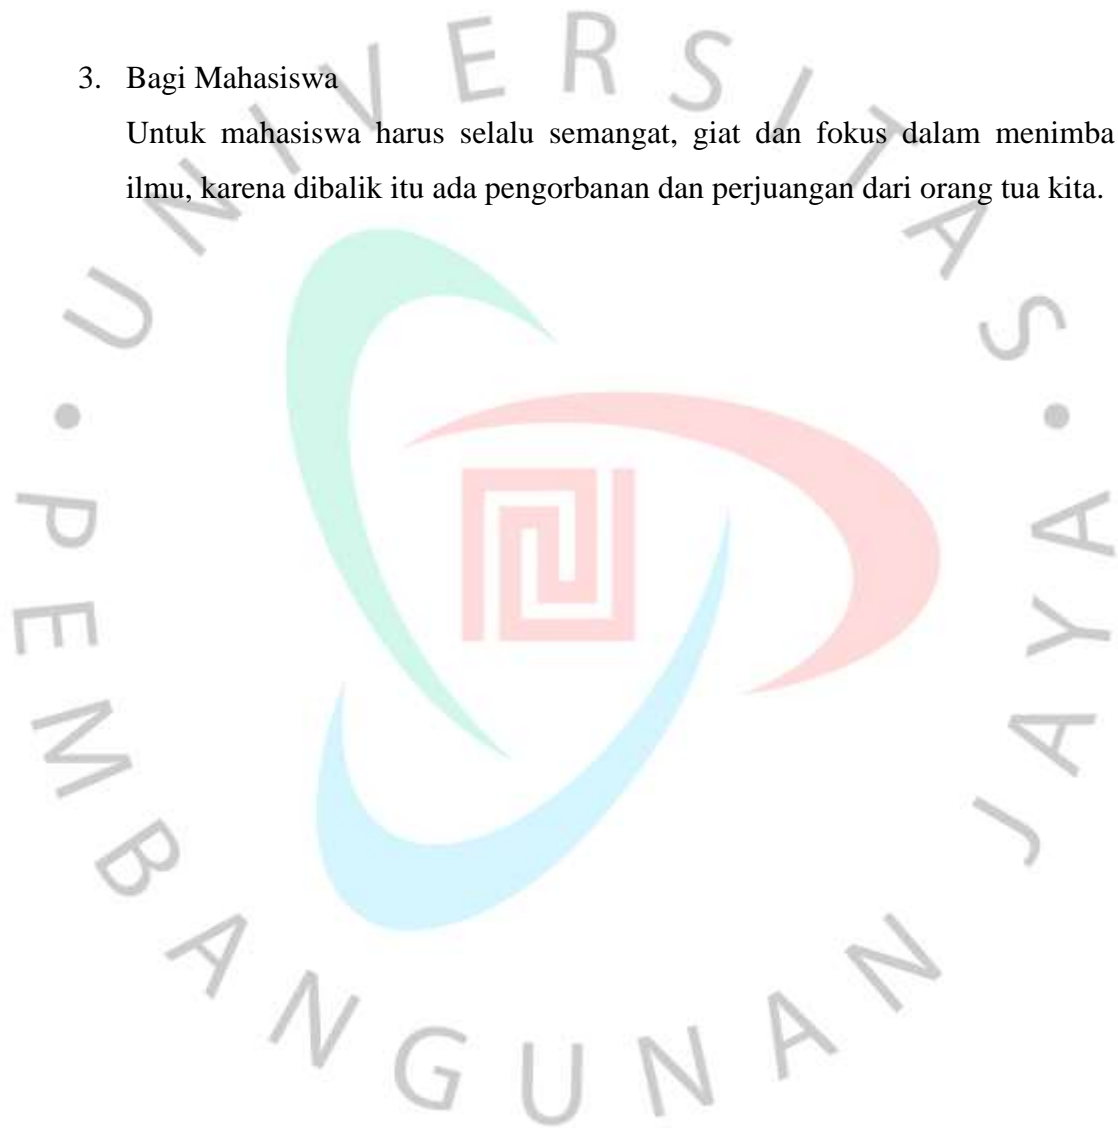 3. Bagi Mahasiswa
Untuk mahasiswa harus selalu semangat, giat dan fokus dalam menimba
ilmu, karena dibalik itu ada pengorbanan dan perjuangan dari orang tua kita.
UNIVERSITAS • PEMBANGUNAN JAYA •